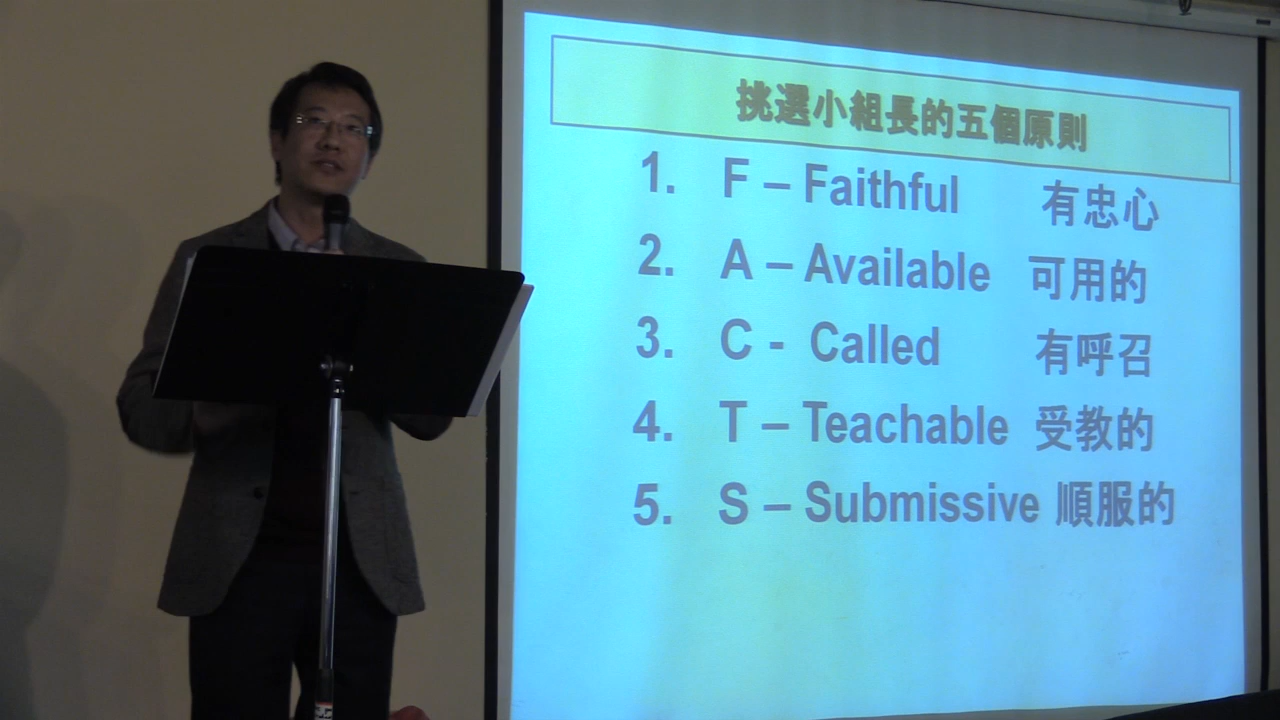 挑選小組長的五個原則
1. F – Faithful 有忠心
2. A – Available 可用的
3. C - Called 有呼召
4. T – Teachable 受教的
5. S – Submissive 順服的